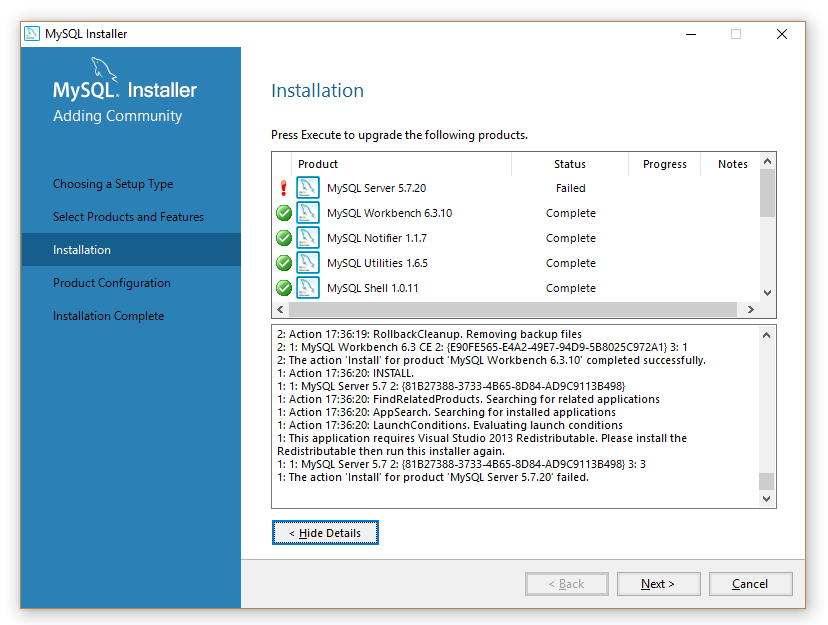 MySQL Installer
MySQL. Installer
Adding Community
Choosing a Setup Type
Select Products and Features
Installation
Product Configuration
Installation Complete
Installation
Press Execute to upgrade the following products.
Product Status Progress Notes
MySQL Server 5.7.20 Failed
MySQL Workbench 6.3.10 Complete
MySQL Notifier 1.1.7 Complete
MySQL Utilities 1.6.5 Complete
MySQL Shell 1.0.11 Complete
2: Action 17:36:19: RollbackCleanup. Removing backup files
2: 1: MySQL Workbench 6.3 CE 2: {E90FE565-E4A2-49E7-94D9-5B8025C972A1} 3: 1
2: The action 'Install' for product 'MySQL Workbench 6.3.10' completed successfully.
1: Action 17:36:20: INSTALL.
1: 1: MySQL Server 5.7 2: {81B27388-3733-4B65-8D84-AD9C9113B498}
1: Action 17:36:20: FindRelatedProducts. Searching for related applications
1: Action 17:36:20: AppSearch. Searching for installed applications
1: Action 17:36:20: LaunchConditions. Evaluating launch conditions
1: This application requires Visual Studio 2013 Redistributable. Please install the
Redistributable then run this installer again.
1: 1: MySQL Server 5.7 2: {81B27388-3733-4B65-8D84-AD9C9113B498} 3: 3
1: The action 'Install' for product 'MySQL Server 5.7.20' failed.
< Hide Details
< Back Next > Cancel